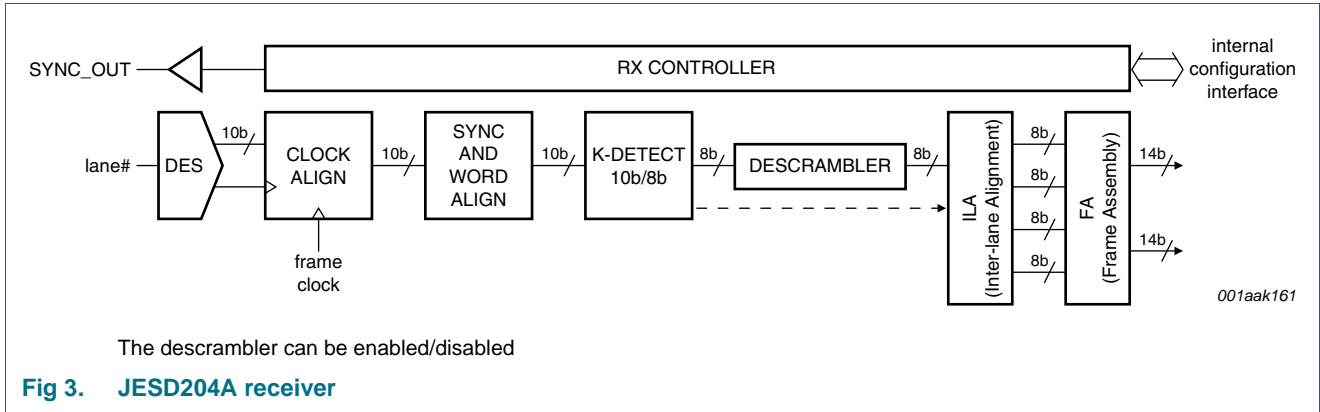 SYNC_OUT
RX CONTROLLER
internal
configuration
interface
lane#
DES
10b
CLOCK
ALIGN
frame
clock
10b
SYNC
AND
WORD
ALIGN
10b
K-DETECT
10b/8b
8b
DESCRAMBLER
8b
ILA
(Inter-lane Alignment)
8b
8b
8b
8b
FA
(Frame Assembly)
14b
14b
001aak161
The descrambler can be enabled/disabled
Fig 3. JESD204A receiver